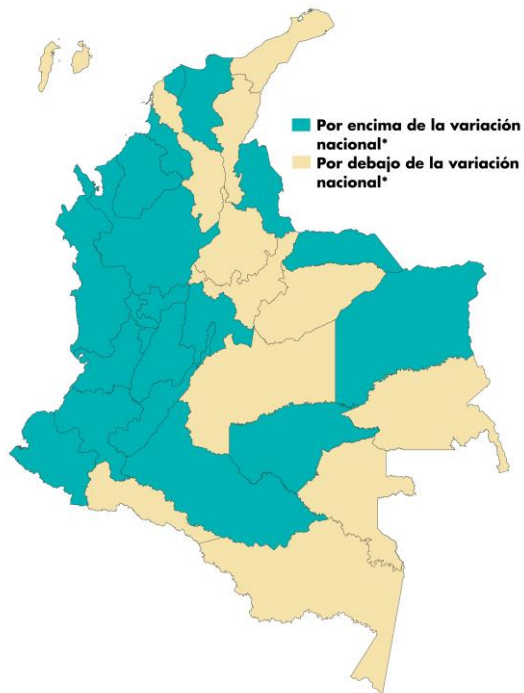 Por encima de la variación
nacional*
Por debajo de la variación
nacional*